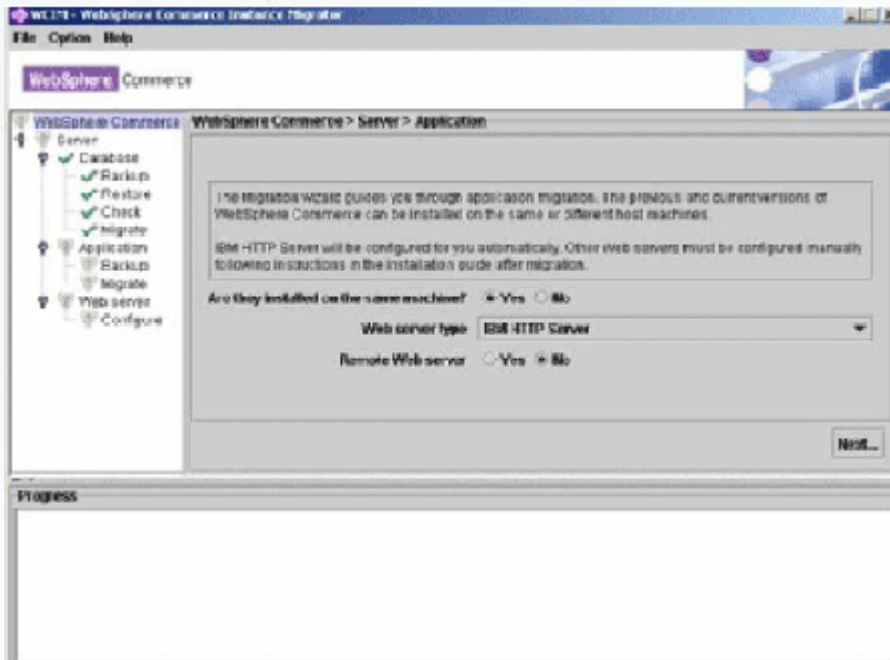 WCIM - WebSphere Commerce Instance Migrator
File Option Help
WebSphere Commerce
WebSphere Commerce
Server
Database
Backup
Restore
Check
Migrate
Application
Backup
Migrate
Web server
Configure
WebSphere Commerce > Server > Application
The Migration wizard guides you through application migration. The previous and current versions of
WebSphere Commerce can be installed on the same or different host machines.
IBM HTTP Server will be configured for you automatically. Other Web servers must be configured manually
following instructions in the installation guide after migration.
Are they installed on the same machine? Yes No
Web server type IBM HTTP Server
Remote Web server Yes No
Next...
Progress